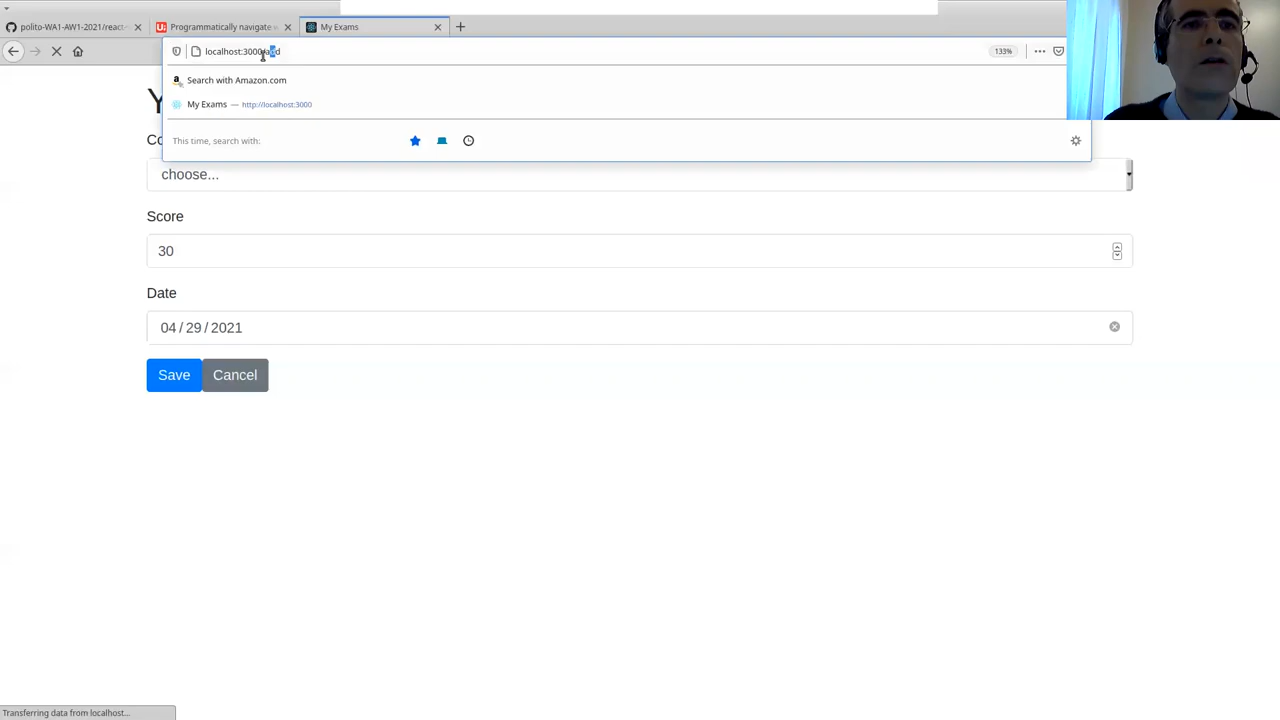 polito-WA1-AW1-2021/react-
Programmatically navigate
My Exams
localhost:3000/add
133%
Search with Amazon.com
My Exams — http://localhost:3000
This time, search with:
choose...
Score
30
Date
04 / 29 / 2021
Save
Cancel
Transferring data from localhost...